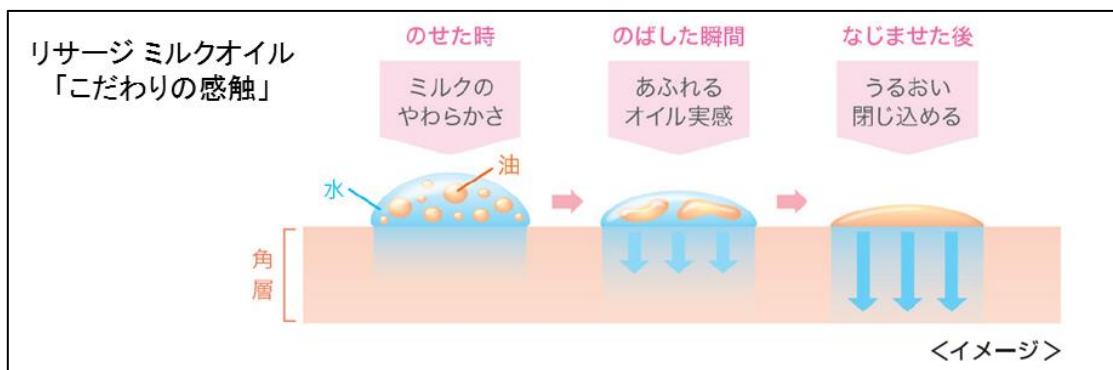 リサージ ミルクオイル
「こだわりの感触」
のせた時
ミルクの
やわらかさ
のばした瞬間
あふれる
オイル実感
なじませた後
うるおい
閉じ込める
水
油
角
層
＜イメージ＞